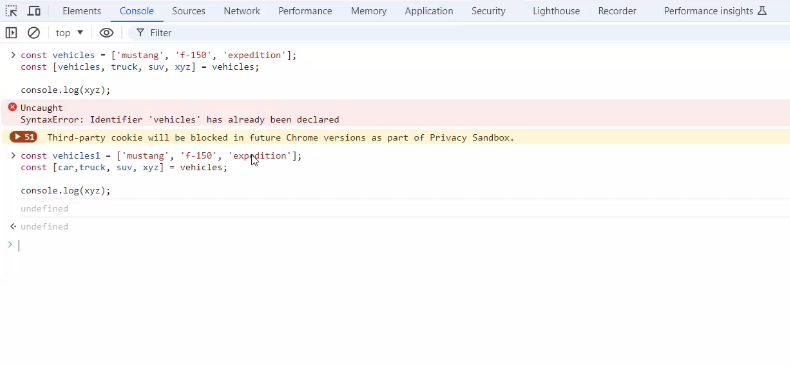 Elements Console Sources Network Performance Memory Application Security Lighthouse Recorder Performance insights
top ▼ Filter
> const vehicles = ['mustang', 'f-150', 'expedition'];
const [vehicles, truck, suv, xyz] = vehicles;
console.log(xyz);
Uncaught
SyntaxError: Identifier 'vehicles' has already been declared
51 Third-party cookie will be blocked in future Chrome versions as part of Privacy Sandbox.
> const vehicles1 = ['mustang', 'f-150', 'expedition'];
const [car,truck, suv, xyz] = vehicles;
console.log(xyz);
undefined
undefined
>